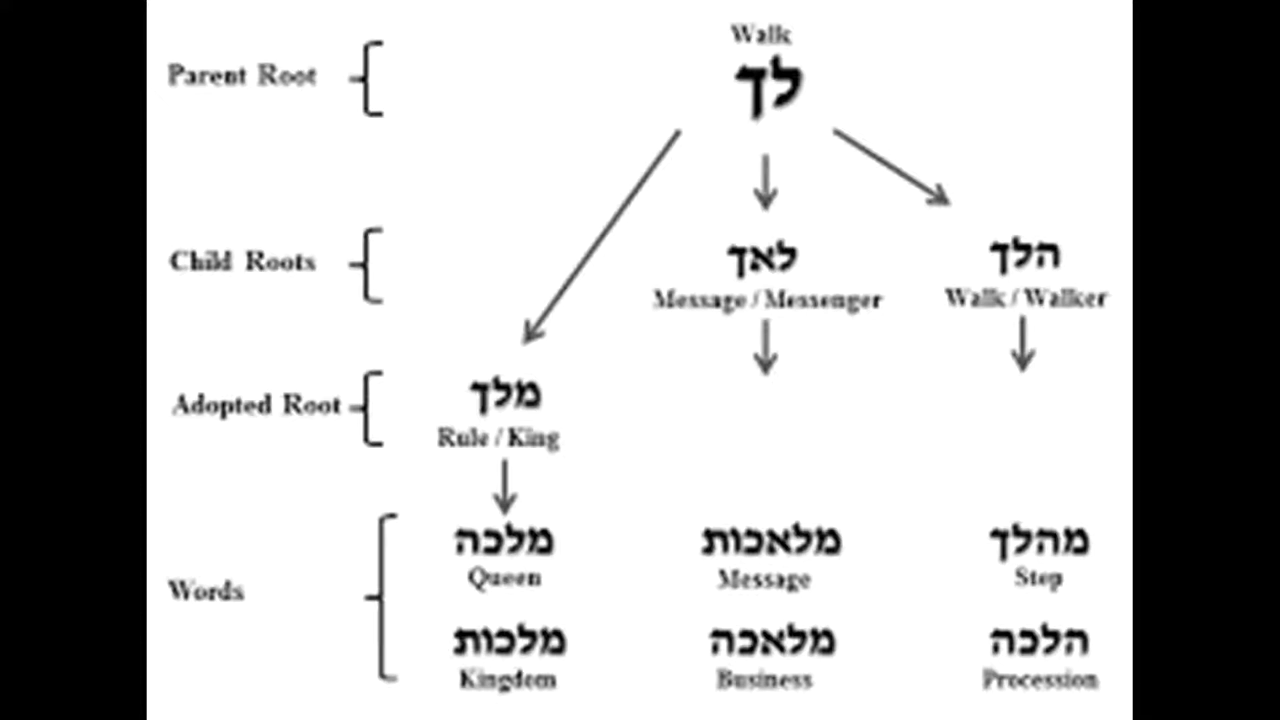 Walk
Parent Root
לך
Child Roots
לאך
הלך
Message / Messenger
Walk / Walker
Adopted Root
מלך
Rule / King
Words
מלכה
מלאכות
מהלך
Queen
Message
Step
מלכות
מלאכה
הלכה
Kingdom
Business
Procession